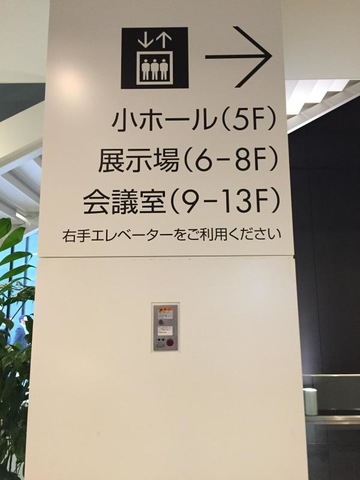 小ホール(5F)
展示場(6-8F)
会議室(9-13F)
右手エレベーターをご利用ください